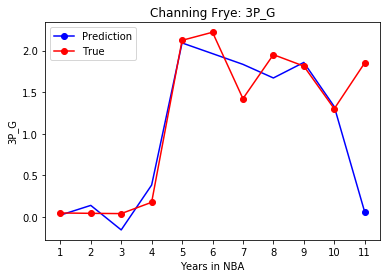 Channing Frye: 3P_G
Prediction
True
3P_G
2.0
1.5
1.0
0.5
0.0
1 2 3 4 5 6 7 8 9 10 11
Years in NBA